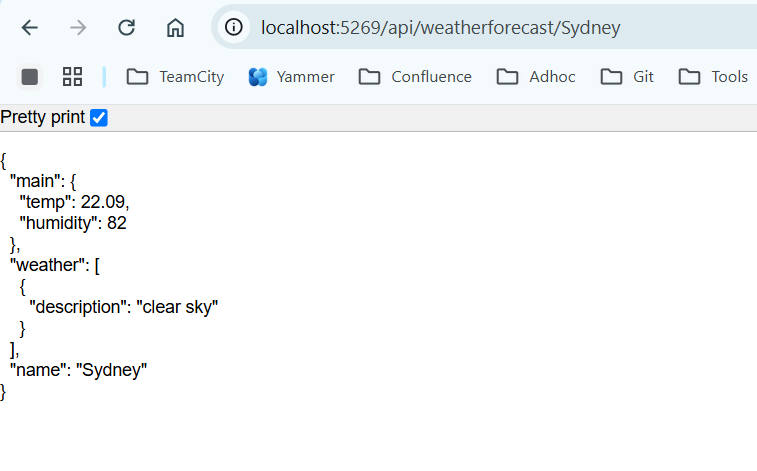 localhost:5269/api/weatherforecast/Sydney
TeamCity Yammer Confluence Adhoc Git Tools
Pretty print
{
  "main": {
    "temp": 22.09,
    "humidity": 82
  },
  "weather": [
    {
      "description": "clear sky"
    }
  ],
  "name": "Sydney"
}